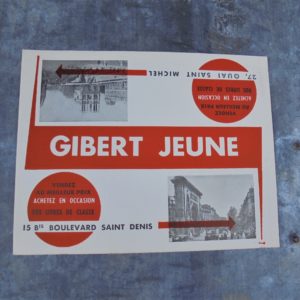 27, QUAI SAINT MICHEL
VENDEZ
AU MEILLEUR PRIX
ACHETEZ EN OCCASION
VOS LIVRES DE CLASSE
GIBERT JEUNE
VENDEZ
AU MEILLEUR PRIX
ACHETEZ EN OCCASION
VOS LIVRES DE CLASSE
15 BIS BOULEVARD SAINT DENIS